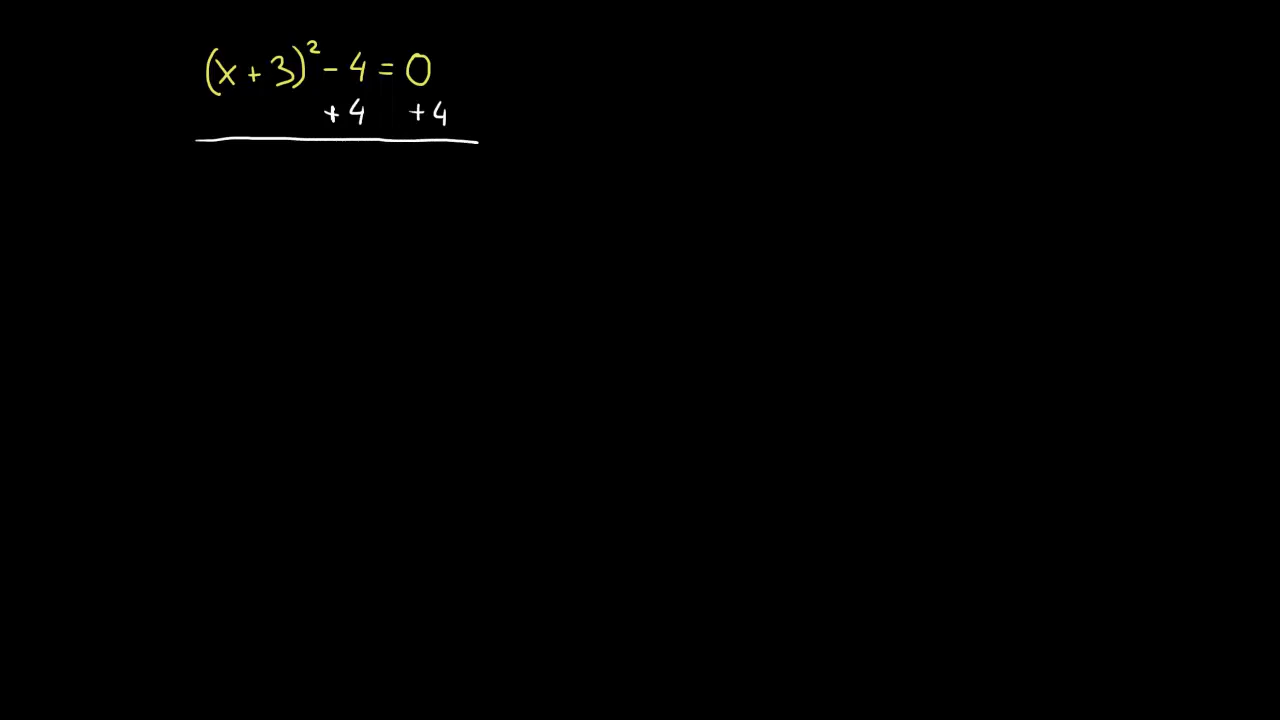 (x + 3)² - 4 = 0
+ 4 + 4